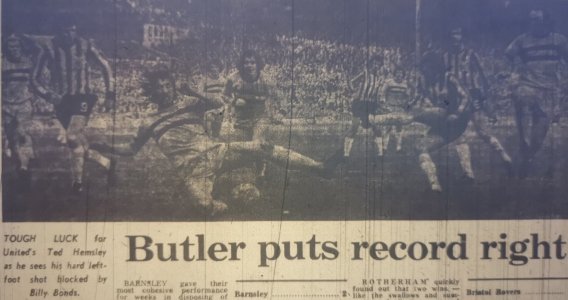 TOUGH LUCK for
United's Ted Hemsley
as he sees his hard left-
foot shot blocked by
Billy Bonds.
Butler puts record right
BARNSLEY gave their
most cohesive performance
for weeks in disposing of
Barnsley 2
ROTHERHAM quickly
found out that two wins,—
like the swallows and sum-
Bristol Rovers